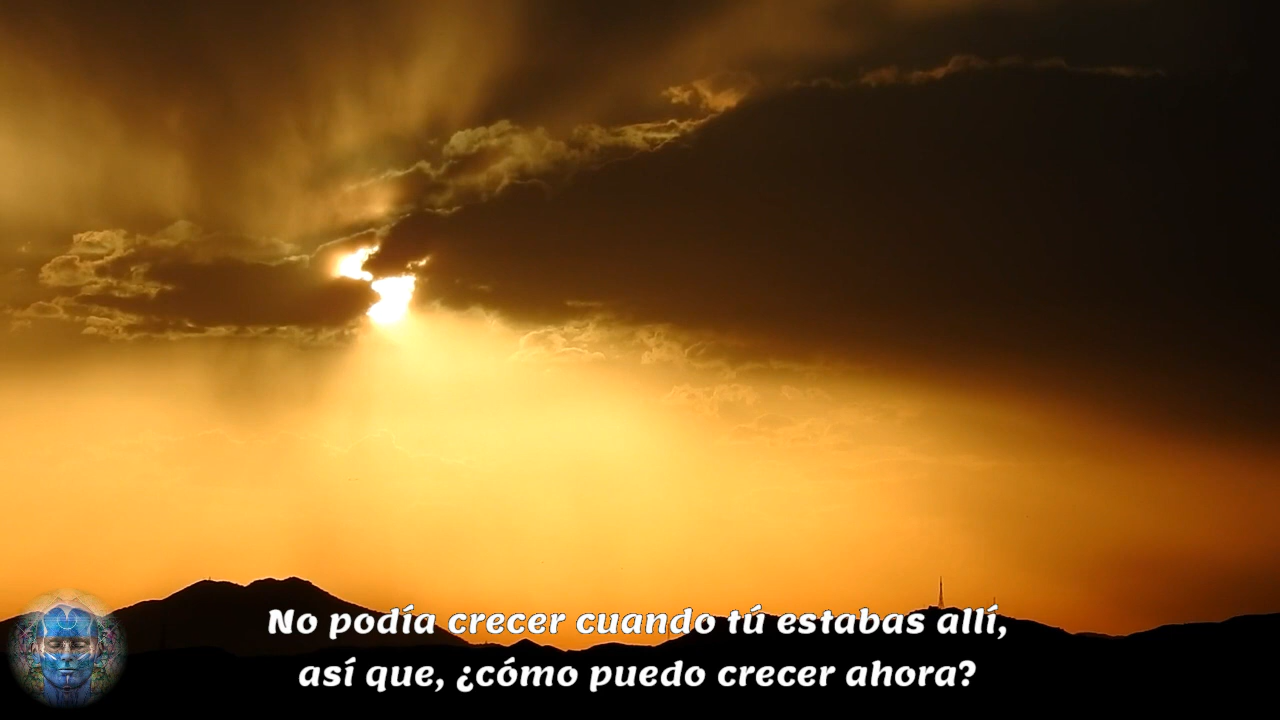 No podía crecer cuando tú estabas allí,
así que, ¿cómo puedo crecer ahora?